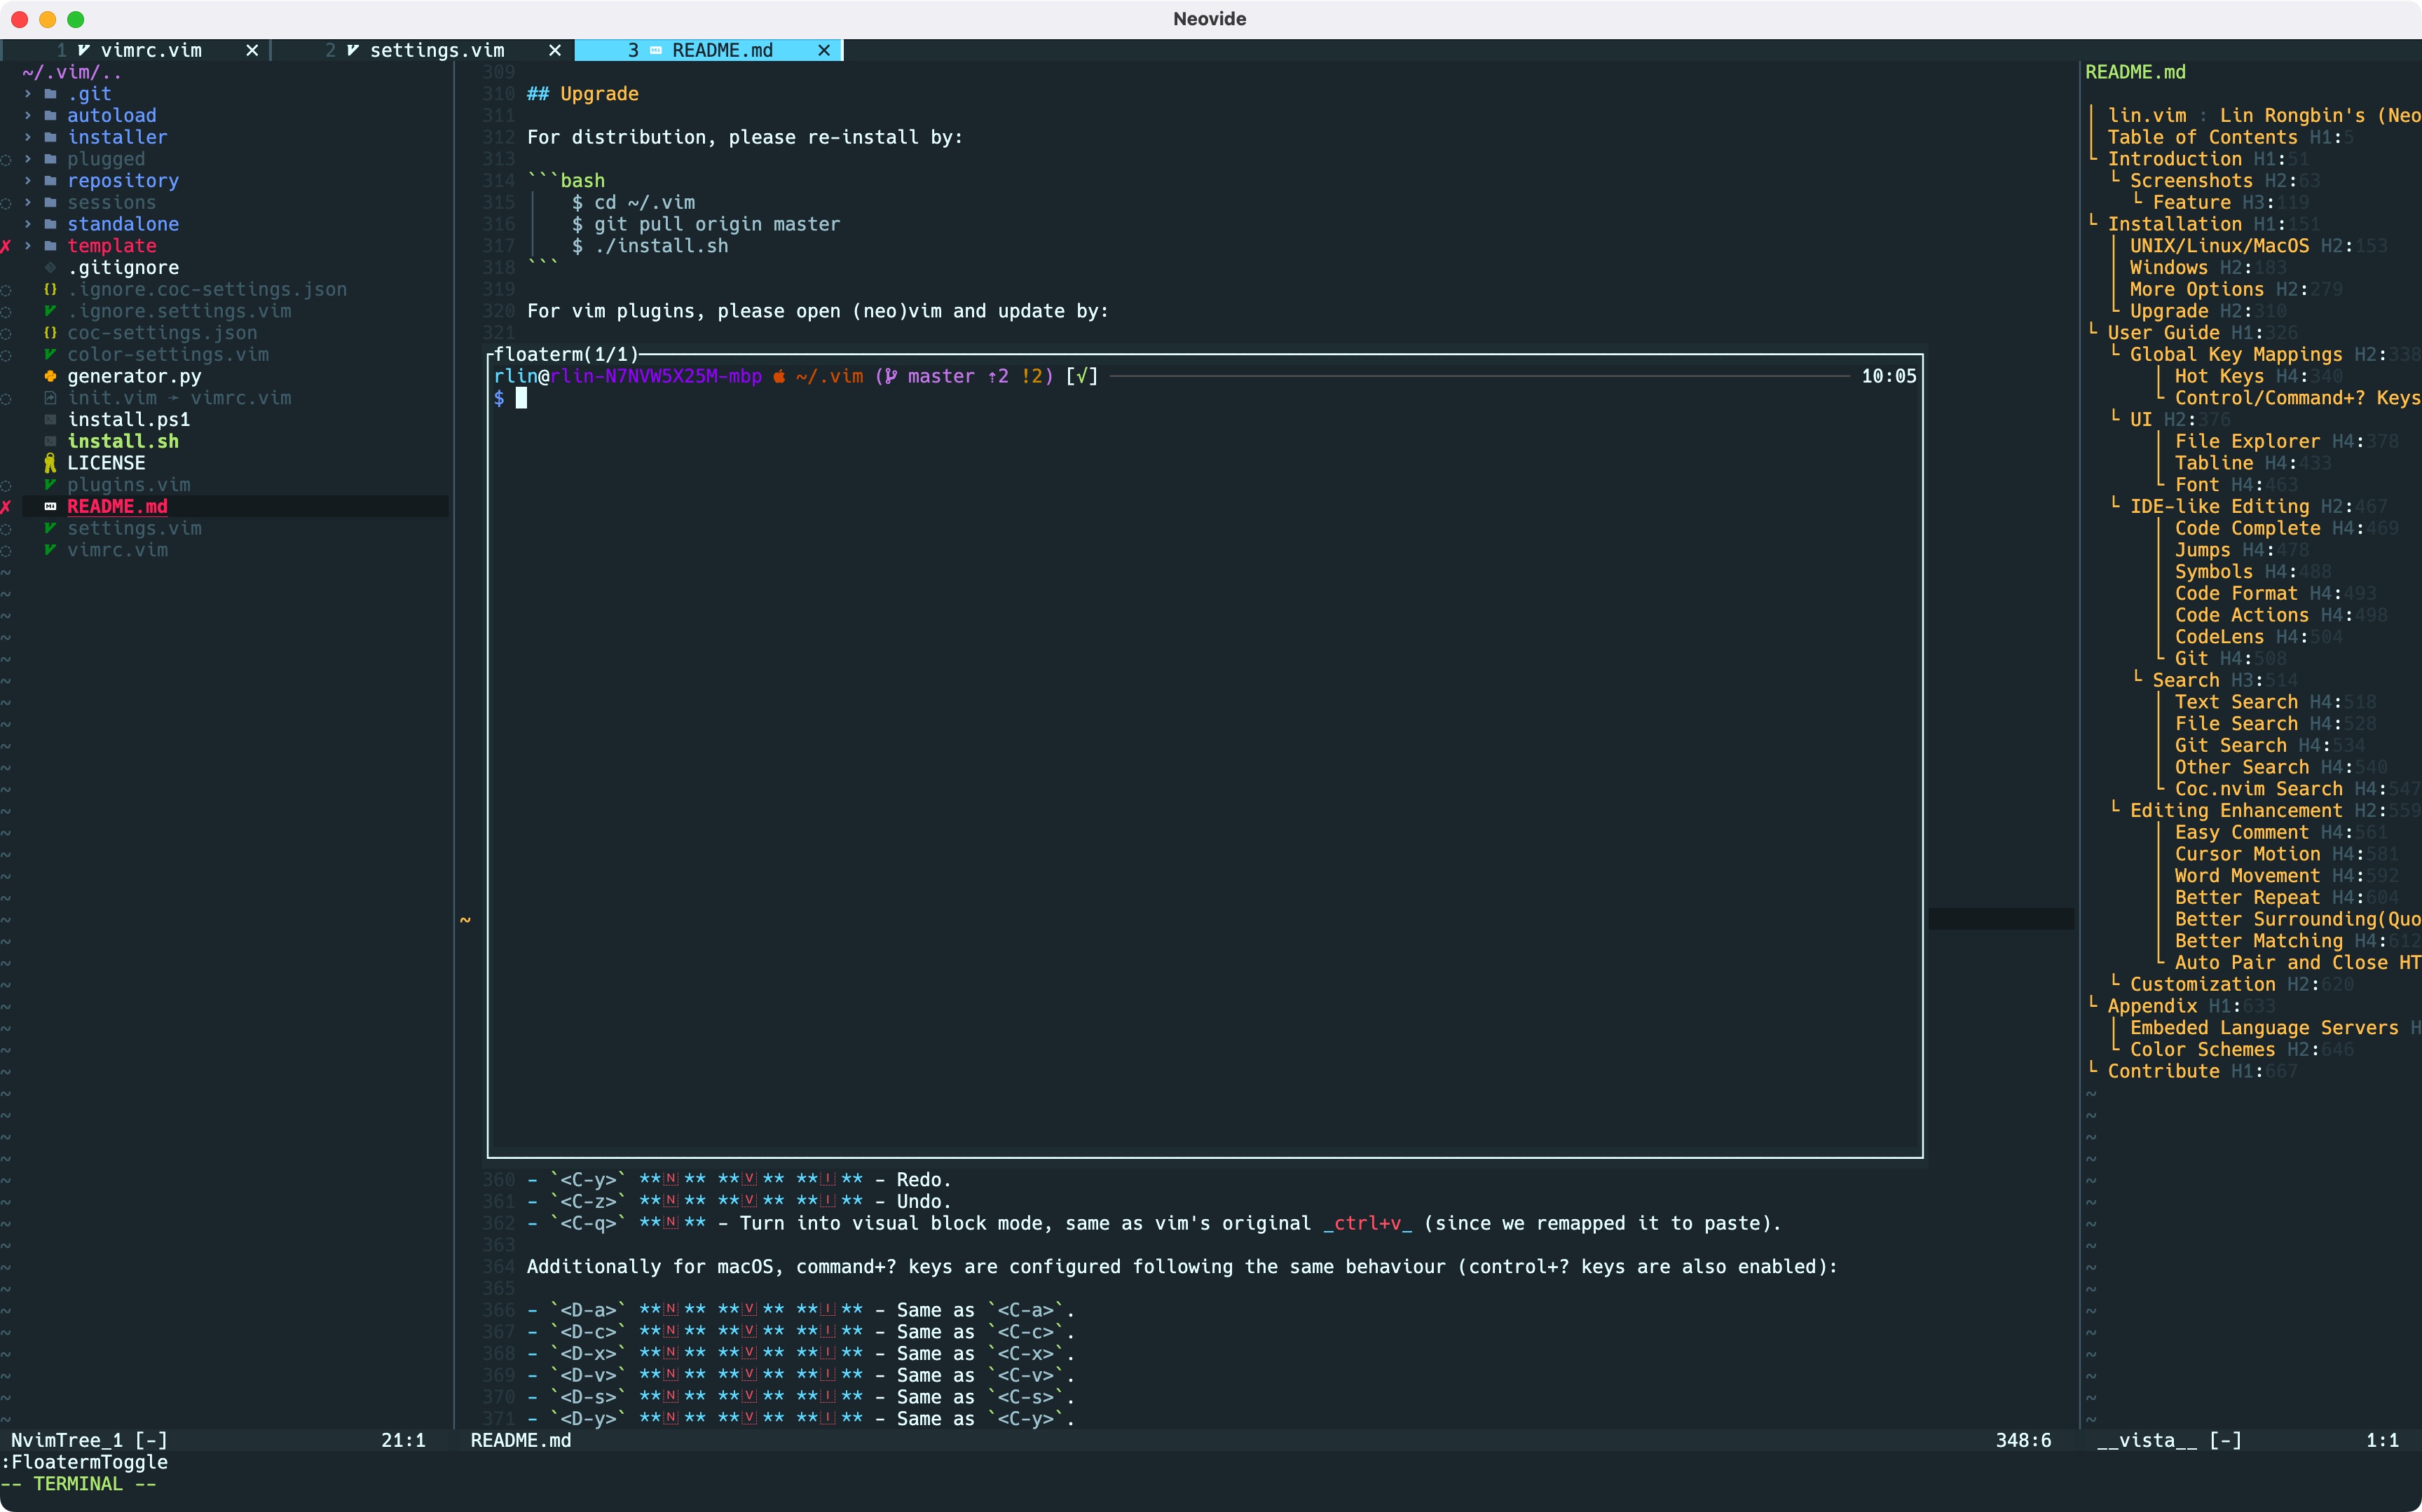 Neovide
1 vimrc.vim ✕ 2 settings.vim ✕ 3 README.md ✕
~/.vim/..
› .git
› autoload
› installer
› plugged
› repository
› sessions
› standalone
✗ › template
.gitignore
{} .ignore.coc-settings.json
.ignore.settings.vim
{} coc-settings.json
color-settings.vim
generator.py
init.vim → vimrc.vim
install.ps1
install.sh
LICENSE
plugins.vim
✗ README.md
settings.vim
vimrc.vim
309
310 ## Upgrade
311
312 For distribution, please re-install by:
313
314 ```bash
315 $ cd ~/.vim
316 $ git pull origin master
317 $ ./install.sh
318 ```
319
320 For vim plugins, please open (neo)vim and update by:
321
floaterm(1/1)
rlin@rlin-N7NVW5X25M-mbp ~/.vim ( master ⇡2 !2) [√] 10:05
$
360 - `<C-y>` **🇳 ** **🇻 ** **🇮 ** - Redo.
361 - `<C-z>` **🇳 ** **🇻 ** **🇮 ** - Undo.
362 - `<C-q>` **🇳 ** - Turn into visual block mode, same as vim's original _ctrl+v_ (since we remapped it to paste).
363
364 Additionally for macOS, command+? keys are configured following the same behaviour (control+? keys are also enabled):
365
366 - `<D-a>` **🇳 ** **🇻 ** **🇮 ** - Same as `<C-a>`.
367 - `<D-c>` **🇳 ** **🇻 ** **🇮 ** - Same as `<C-c>`.
368 - `<D-x>` **🇳 ** **🇻 ** **🇮 ** - Same as `<C-x>`.
369 - `<D-v>` **🇳 ** **🇻 ** **🇮 ** - Same as `<C-v>`.
370 - `<D-s>` **🇳 ** **🇻 ** **🇮 ** - Same as `<C-s>`.
371 - `<D-y>` **🇳 ** **🇻 ** **🇮 ** - Same as `<C-y>`.
README.md
lin.vim : Lin Rongbin's (Neo
Table of Contents H1:5
Introduction H1:51
Screenshots H2:63
Feature H3:119
Installation H1:151
UNIX/Linux/MacOS H2:153
Windows H2:183
More Options H2:279
Upgrade H2:310
User Guide H1:326
Global Key Mappings H2:338
Hot Keys H4:340
Control/Command+? Keys
UI H2:376
File Explorer H4:378
Tabline H4:433
Font H4:463
IDE-like Editing H2:467
Code Complete H4:469
Jumps H4:478
Symbols H4:488
Code Format H4:493
Code Actions H4:498
CodeLens H4:504
Git H4:508
Search H3:514
Text Search H4:518
File Search H4:528
Git Search H4:534
Other Search H4:540
Coc.nvim Search H4:547
Editing Enhancement H2:559
Easy Comment H4:561
Cursor Motion H4:581
Word Movement H4:592
Better Repeat H4:604
Better Surrounding(Quo
Better Matching H4:612
Auto Pair and Close HT
Customization H2:620
Appendix H1:633
Embeded Language Servers H
Color Schemes H2:646
Contribute H1:667
NvimTree_1 [-] 21:1 README.md 348:6 __vista__ [-] 1:1
:FloatermToggle
-- TERMINAL --